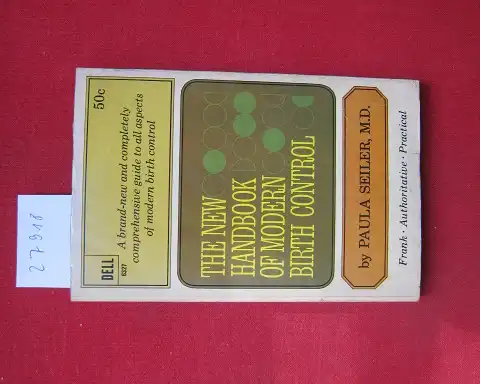 DELL
6327
50c
A brand-new and completely
comprehensive guide to all aspects
of modern birth control
THE NEW
HANDBOOK
OF MODERN
BIRTH CONTROL
by PAULA SEILER, M.D.
Frank · Authoritative · Practical
27918